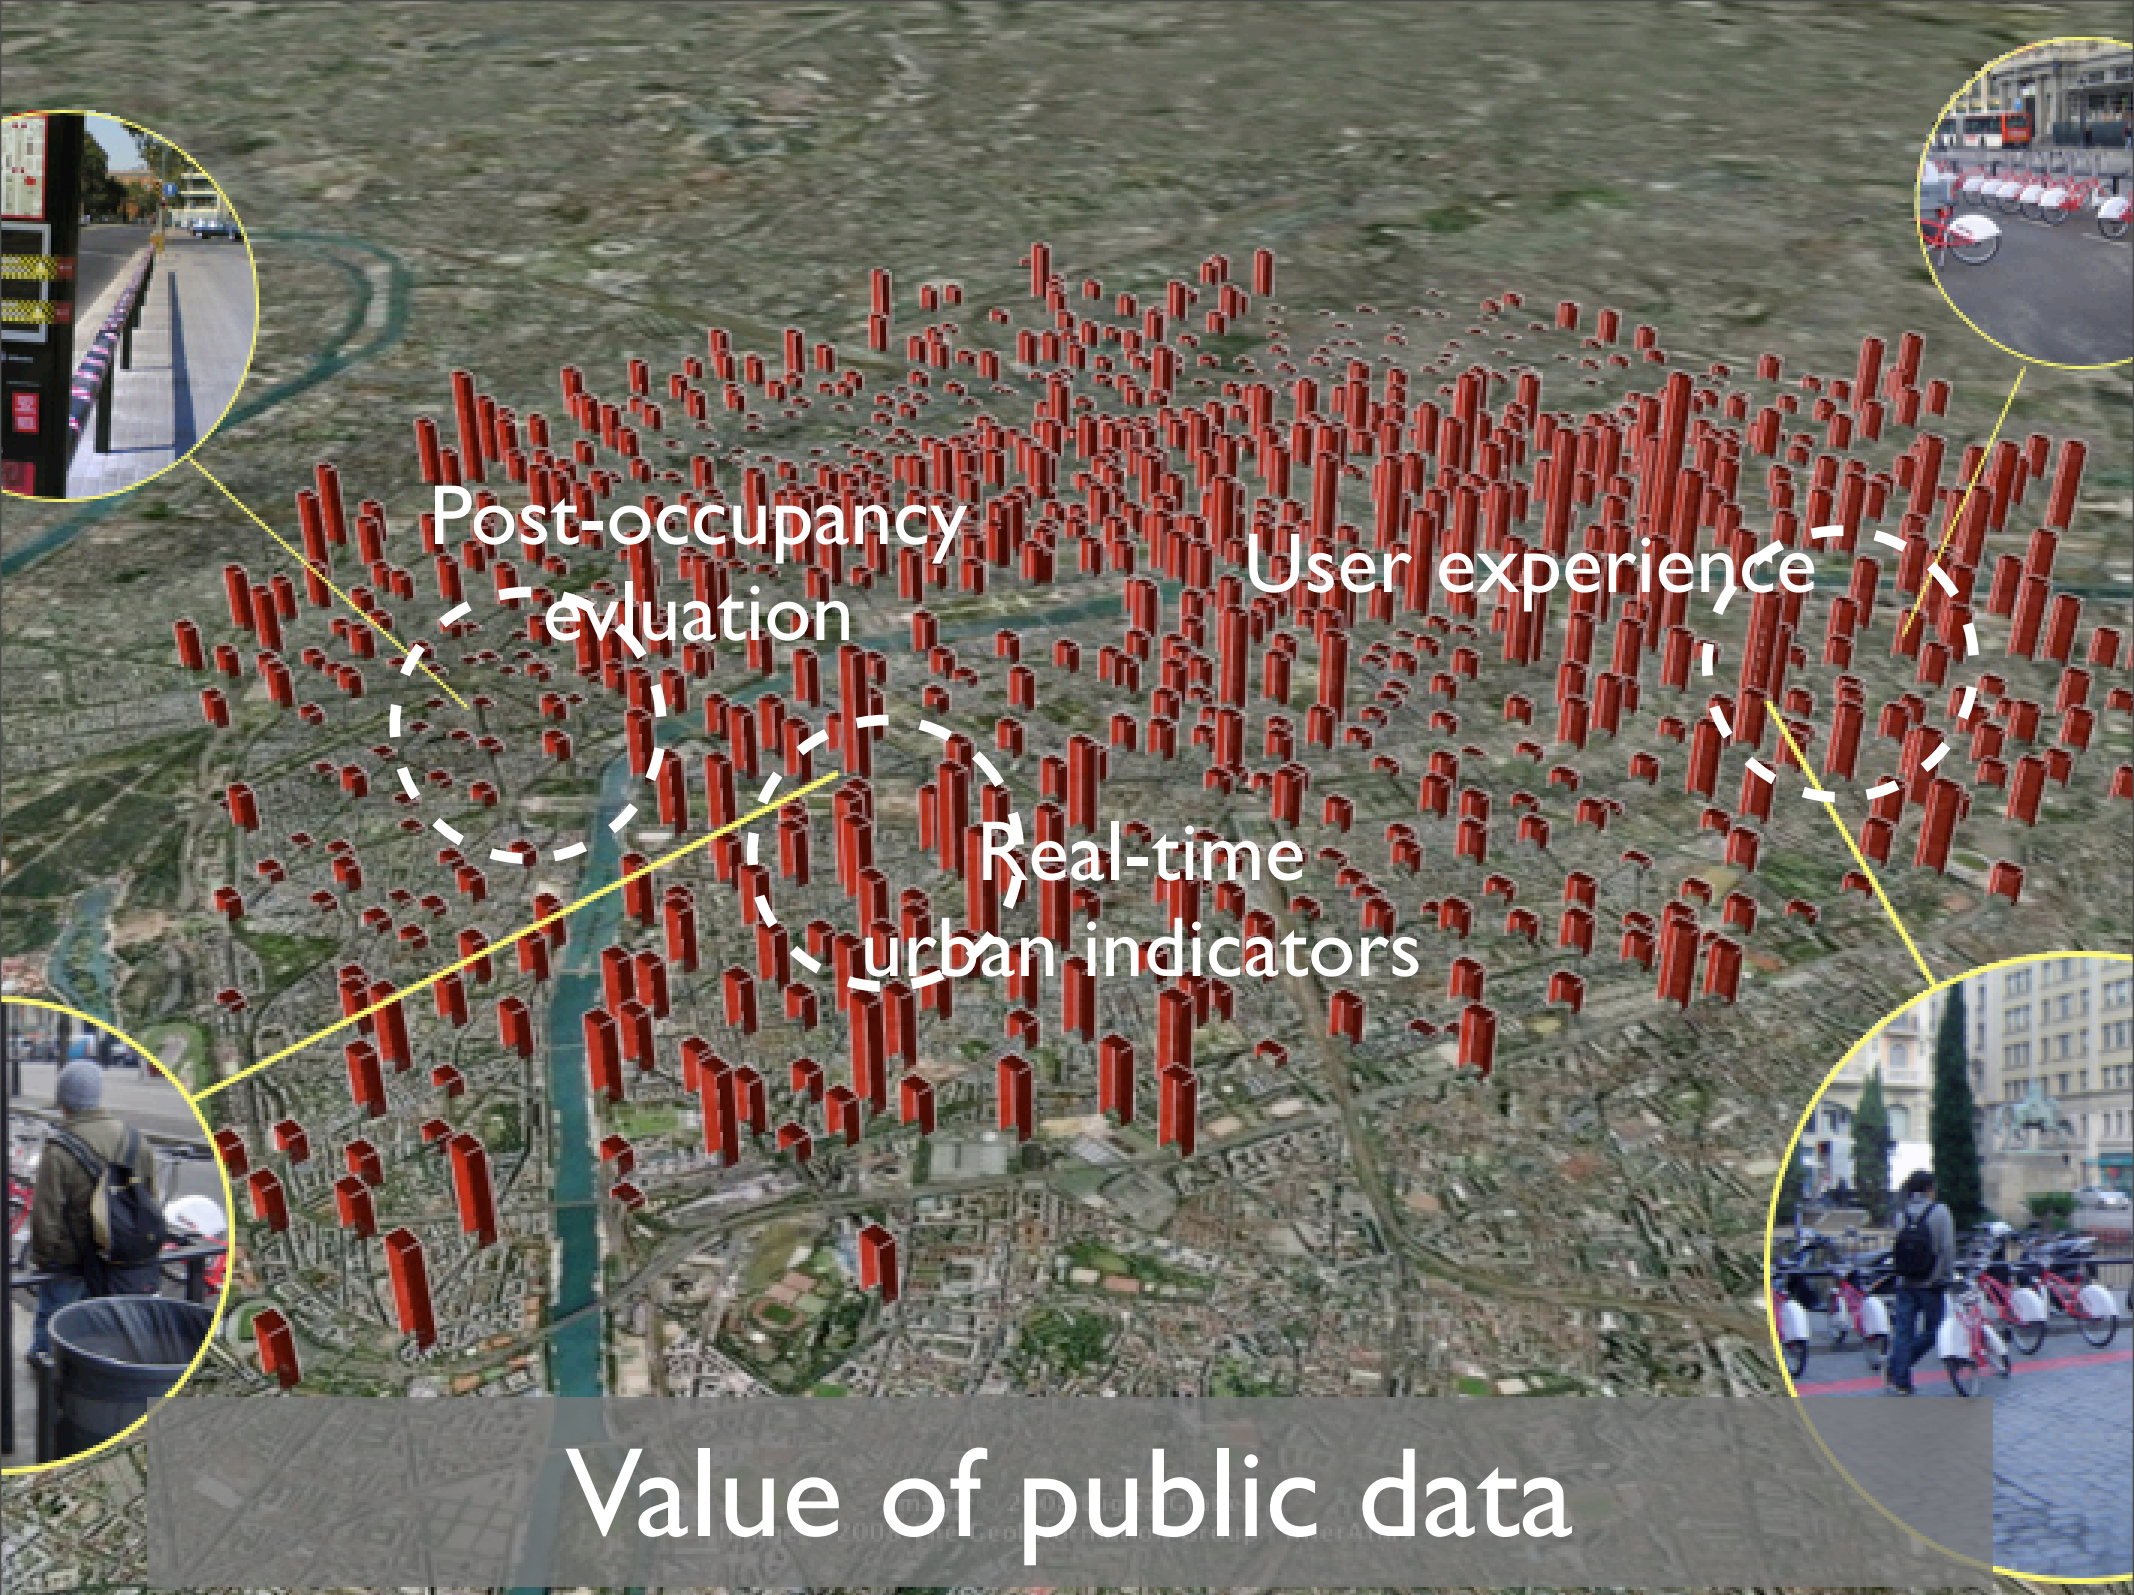 Post-occupancy
evluation
User experience
Real-time
urban indicators
Value of public data